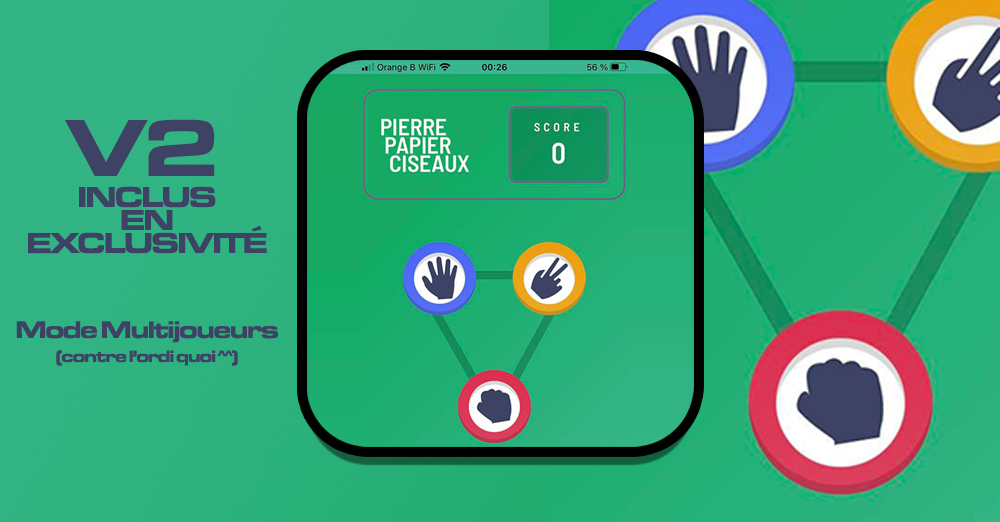 V2
INCLUS
EN
EXCLUSIVITÉ
Mode Multijoueurs
(contre l'ordi quoi ^^)
Orange B WiFi 00:26 56 %
PIERRE
PAPIER
CISEAUX
SCORE
0